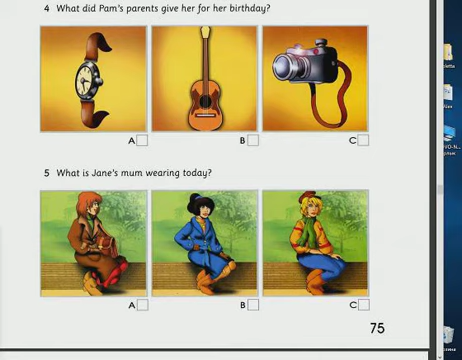 4 What did Pam's parents give her for her birthday?
A B C
5 What is Jane's mum wearing today?
A B C
75